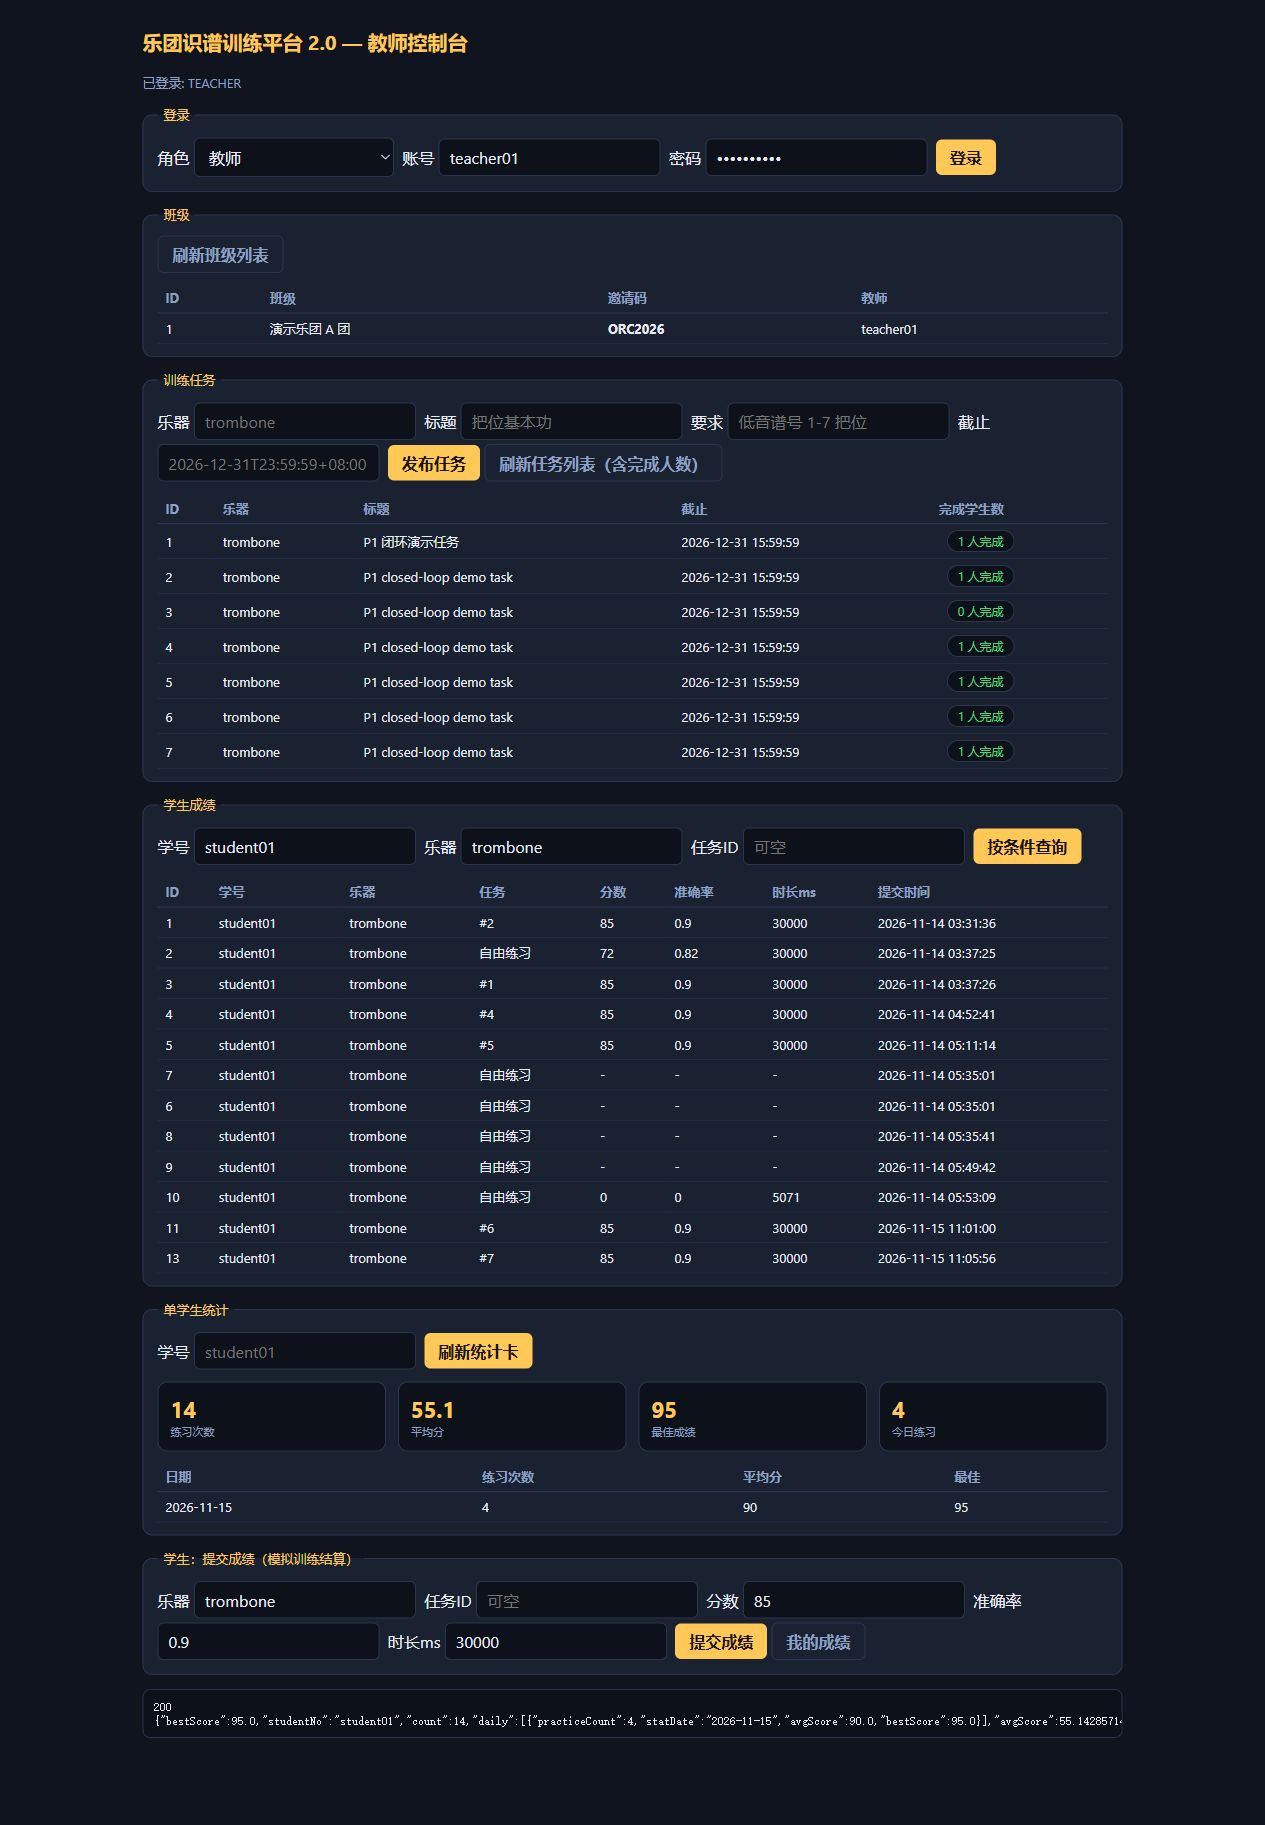 乐团识谱训练平台 2.0 — 教师控制台
已登录: TEACHER
登录
角色 教师 账号 teacher01 密码 •••••••••• 登录
班级
刷新班级列表
ID 班级 邀请码 教师
1 演示乐团 A 团 ORC2026 teacher01
训练任务
乐器 trombone 标题 把位基本功 要求 低音谱号 1-7 把位 截止
2026-12-31T23:59:59+08:00 发布任务 刷新任务列表（含完成人数）
ID 乐器 标题 截止 完成学生数
1 trombone P1 闭环演示任务 2026-12-31 15:59:59 1 人完成
2 trombone P1 closed-loop demo task 2026-12-31 15:59:59 1 人完成
3 trombone P1 closed-loop demo task 2026-12-31 15:59:59 0 人完成
4 trombone P1 closed-loop demo task 2026-12-31 15:59:59 1 人完成
5 trombone P1 closed-loop demo task 2026-12-31 15:59:59 1 人完成
6 trombone P1 closed-loop demo task 2026-12-31 15:59:59 1 人完成
7 trombone P1 closed-loop demo task 2026-12-31 15:59:59 1 人完成
学生成绩
学号 student01 乐器 trombone 任务ID 可空 按条件查询
ID 学号 乐器 任务 分数 准确率 时长ms 提交时间
1 student01 trombone #2 85 0.9 30000 2026-11-14 03:31:36
2 student01 trombone 自由练习 72 0.82 30000 2026-11-14 03:37:25
3 student01 trombone #1 85 0.9 30000 2026-11-14 03:37:26
4 student01 trombone #4 85 0.9 30000 2026-11-14 04:52:41
5 student01 trombone #5 85 0.9 30000 2026-11-14 05:11:14
7 student01 trombone 自由练习 - - - 2026-11-14 05:35:01
6 student01 trombone 自由练习 - - - 2026-11-14 05:35:01
8 student01 trombone 自由练习 - - - 2026-11-14 05:35:41
9 student01 trombone 自由练习 - - - 2026-11-14 05:49:42
10 student01 trombone 自由练习 0 0 5071 2026-11-14 05:53:09
11 student01 trombone #6 85 0.9 30000 2026-11-15 11:01:00
13 student01 trombone #7 85 0.9 30000 2026-11-15 11:05:56
单学生统计
学号 student01 刷新统计卡
14 55.1 95 4
练习次数 平均分 最佳成绩 今日练习
日期 练习次数 平均分 最佳
2026-11-15 4 90 95
学生：提交成绩（模拟训练结算）
乐器 trombone 任务ID 可空 分数 85 准确率
0.9 时长ms 30000 提交成绩 我的成绩
200
{"bestScore":95.0,"studentNo":"student01","count":14,"daily":[{"practiceCount":4,"statDate":"2026-11-15","avgScore":90.0,"bestScore":95.0}],"avgScore":55.1428571